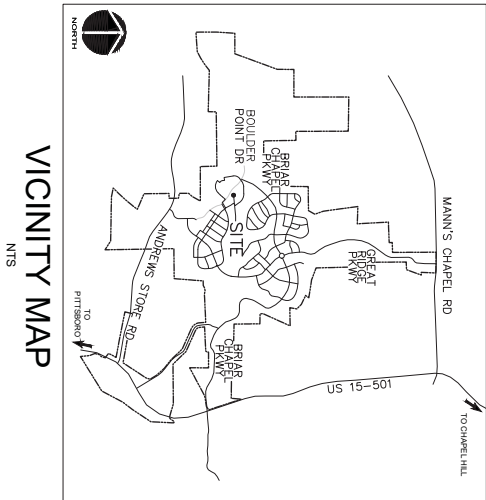 NORTH
MANN'S CHAPEL RD
BOULDER
POINT DR
BRIAR
CHAPEL
PKWY
GREAT
RIDGE
PKWY
SITE
ANDREWS STORE RD
BRIAR
CHAPEL
PKWY
US 15-501
TO
PITTSBORO
TO CHAPEL HILL
VICINITY MAP
NTS